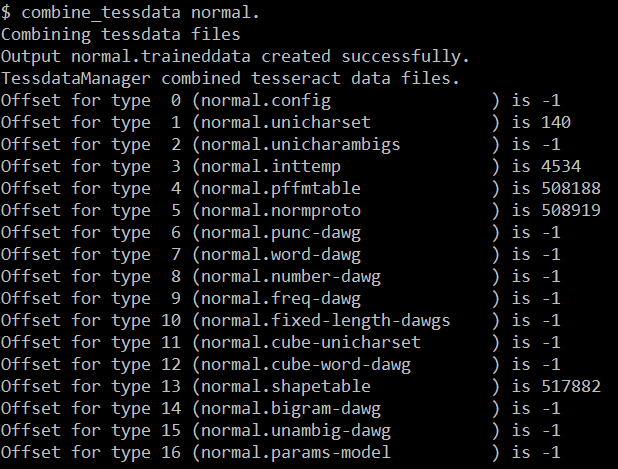 $ combine_tessdata normal.
Combining tessdata files
Output normal.traineddata created successfully.
TessdataManager combined tesseract data files.
Offset for type  0 (normal.config                ) is -1
Offset for type  1 (normal.unicharset            ) is 140
Offset for type  2 (normal.unicharambigs         ) is -1
Offset for type  3 (normal.inttemp               ) is 4534
Offset for type  4 (normal.pffmtable             ) is 508188
Offset for type  5 (normal.normproto             ) is 508919
Offset for type  6 (normal.punc-dawg             ) is -1
Offset for type  7 (normal.word-dawg             ) is -1
Offset for type  8 (normal.number-dawg           ) is -1
Offset for type  9 (normal.freq-dawg             ) is -1
Offset for type 10 (normal.fixed-length-dawgs    ) is -1
Offset for type 11 (normal.cube-unicharset       ) is -1
Offset for type 12 (normal.cube-word-dawg        ) is -1
Offset for type 13 (normal.shapetable            ) is 517882
Offset for type 14 (normal.bigram-dawg           ) is -1
Offset for type 15 (normal.unambig-dawg          ) is -1
Offset for type 16 (normal.params-model          ) is -1